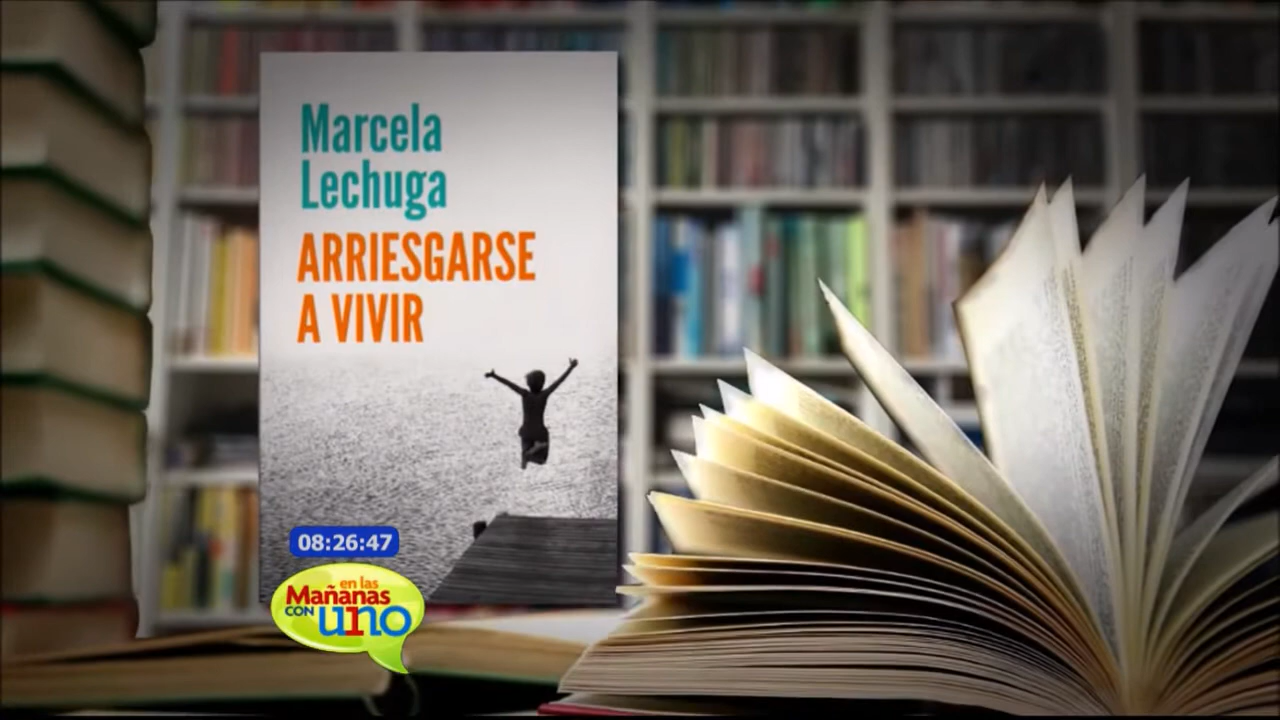 Marcela
Lechuga
ARRIESGARSE
A VIVIR
08:26:47
en las
Mañanas
CON uno